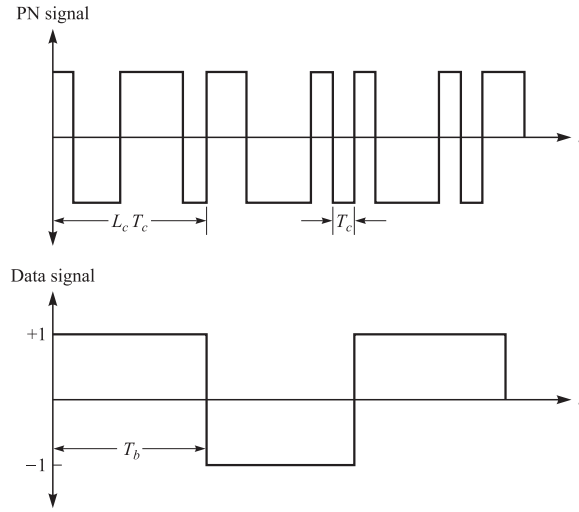 PN signal
L_c T_c
T_c
Data signal
+1
T_b
−1